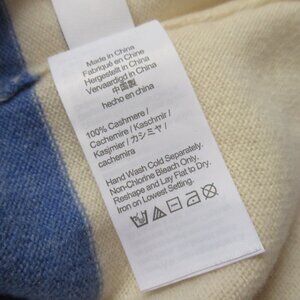 Made in China
Fabriqué en Chine
Hergestellt in China
Vervaardigd in China
中国製
hecho en china
100% Cashmere /
Cachemire / Kaschmir /
Kasjmier / カシミヤ /
cachemira
Hand Wash Cold Separately.
Non-Chlorine Bleach Only.
Reshape and Lay Flat to Dry.
Iron on Lowest Setting.